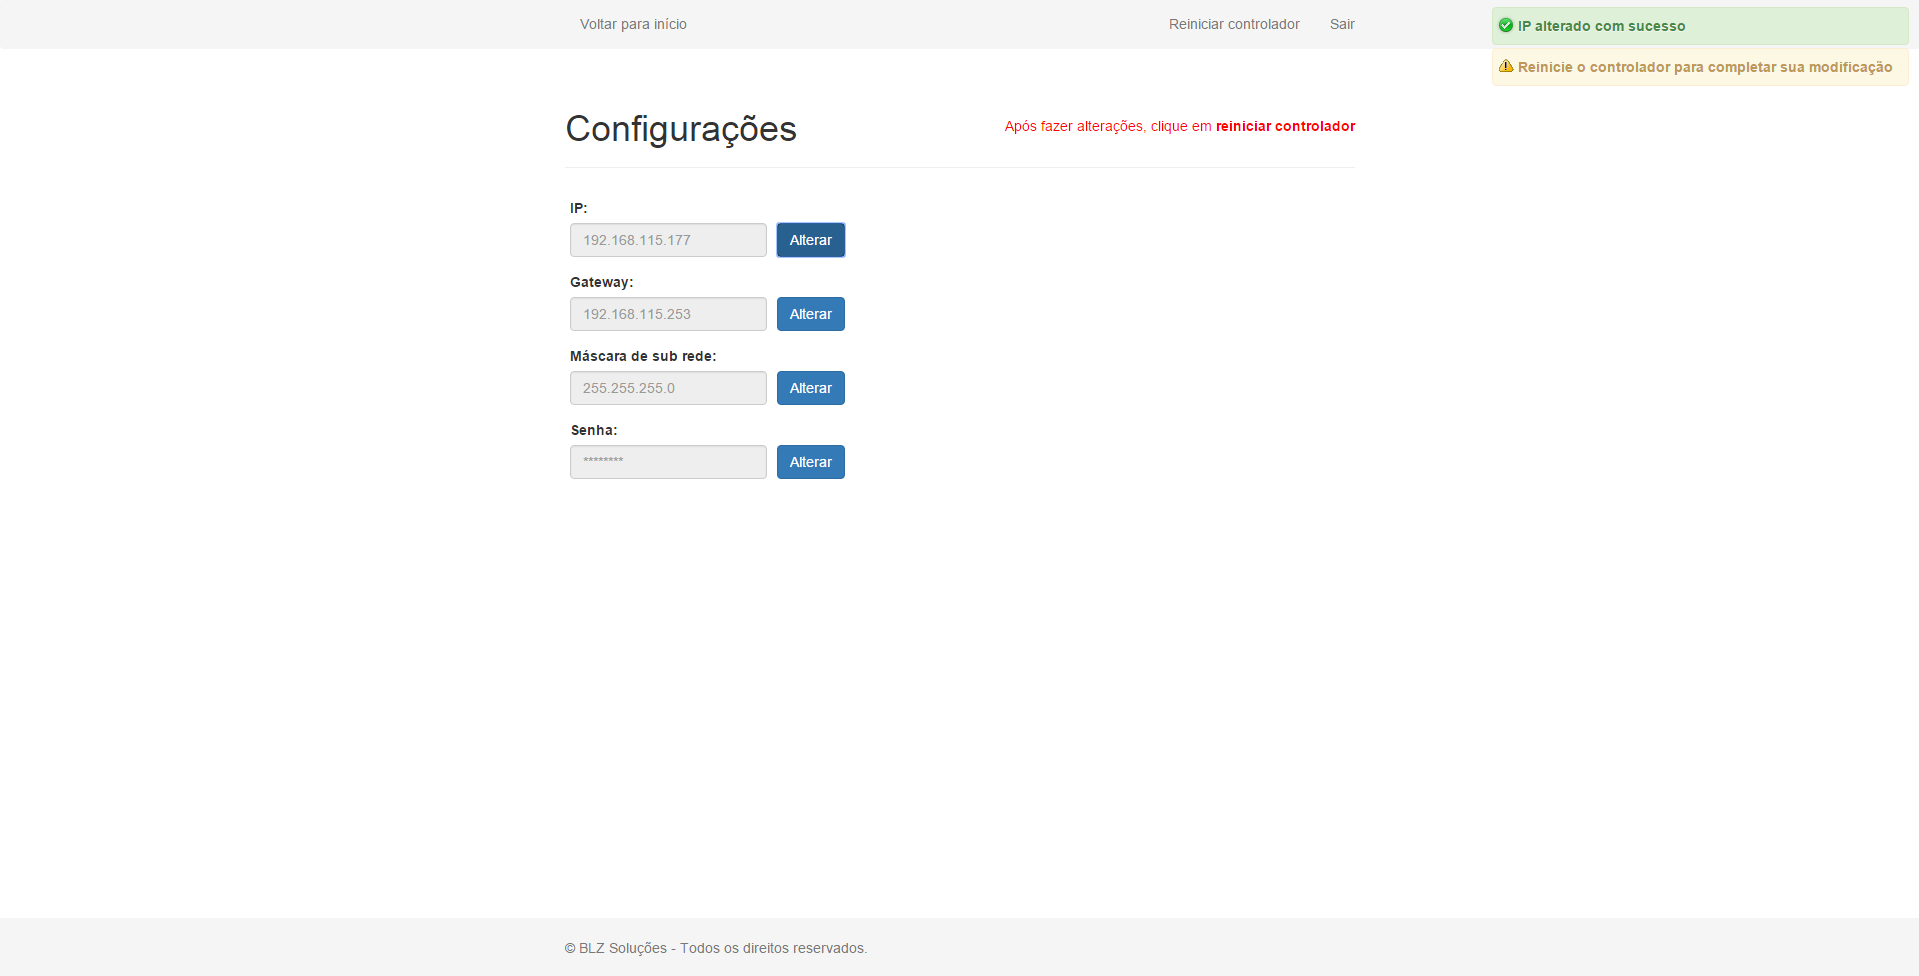 Voltar para início
Reiniciar controlador
Sair
IP alterado com sucesso
Reinicie o controlador para completar sua modificação
Configurações
Após fazer alterações, clique em reiniciar controlador
IP:
192.168.115.177
Alterar
Gateway:
192.168.115.253
Alterar
Máscara de sub rede:
255.255.255.0
Alterar
Senha:
********
Alterar
© BLZ Soluções - Todos os direitos reservados.